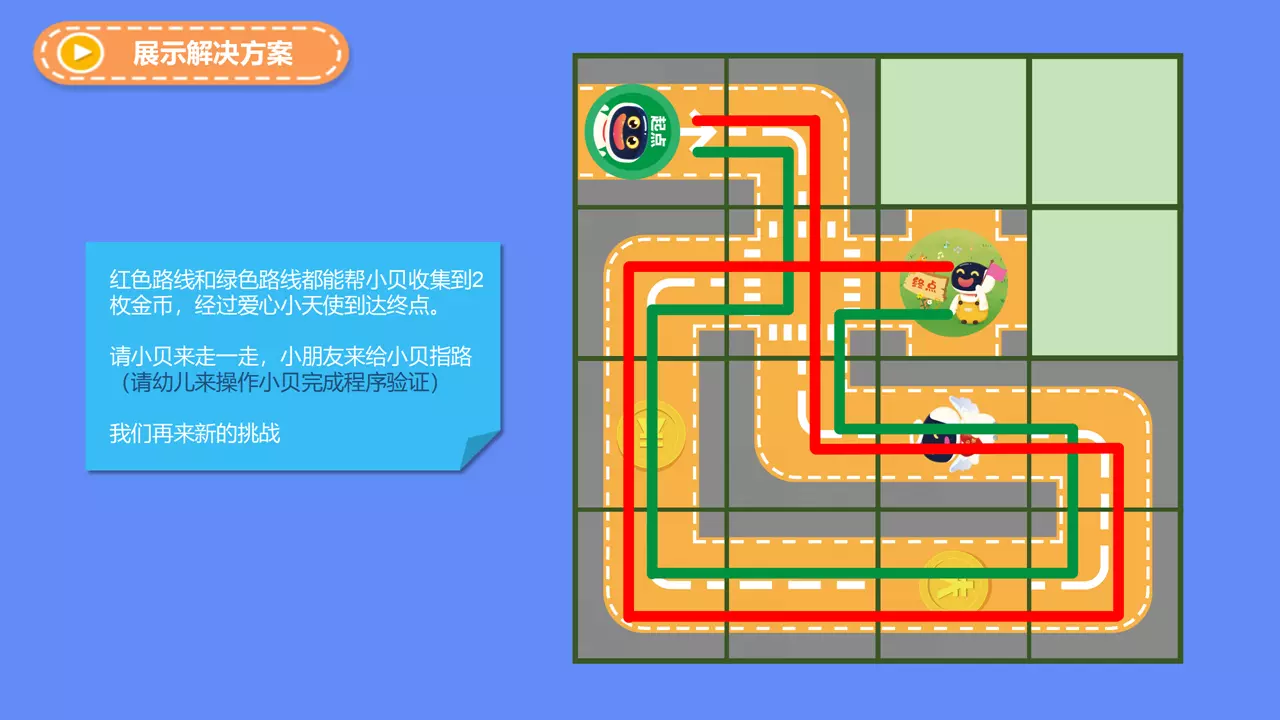 展示解决方案
起点
终点
红色路线和绿色路线都能帮小贝收集到2
枚金币，经过爱心小天使到达终点。
请小贝来走一走，小朋友来给小贝指路
（请幼儿来操作小贝完成程序验证）
我们再来新的挑战
¥
¥